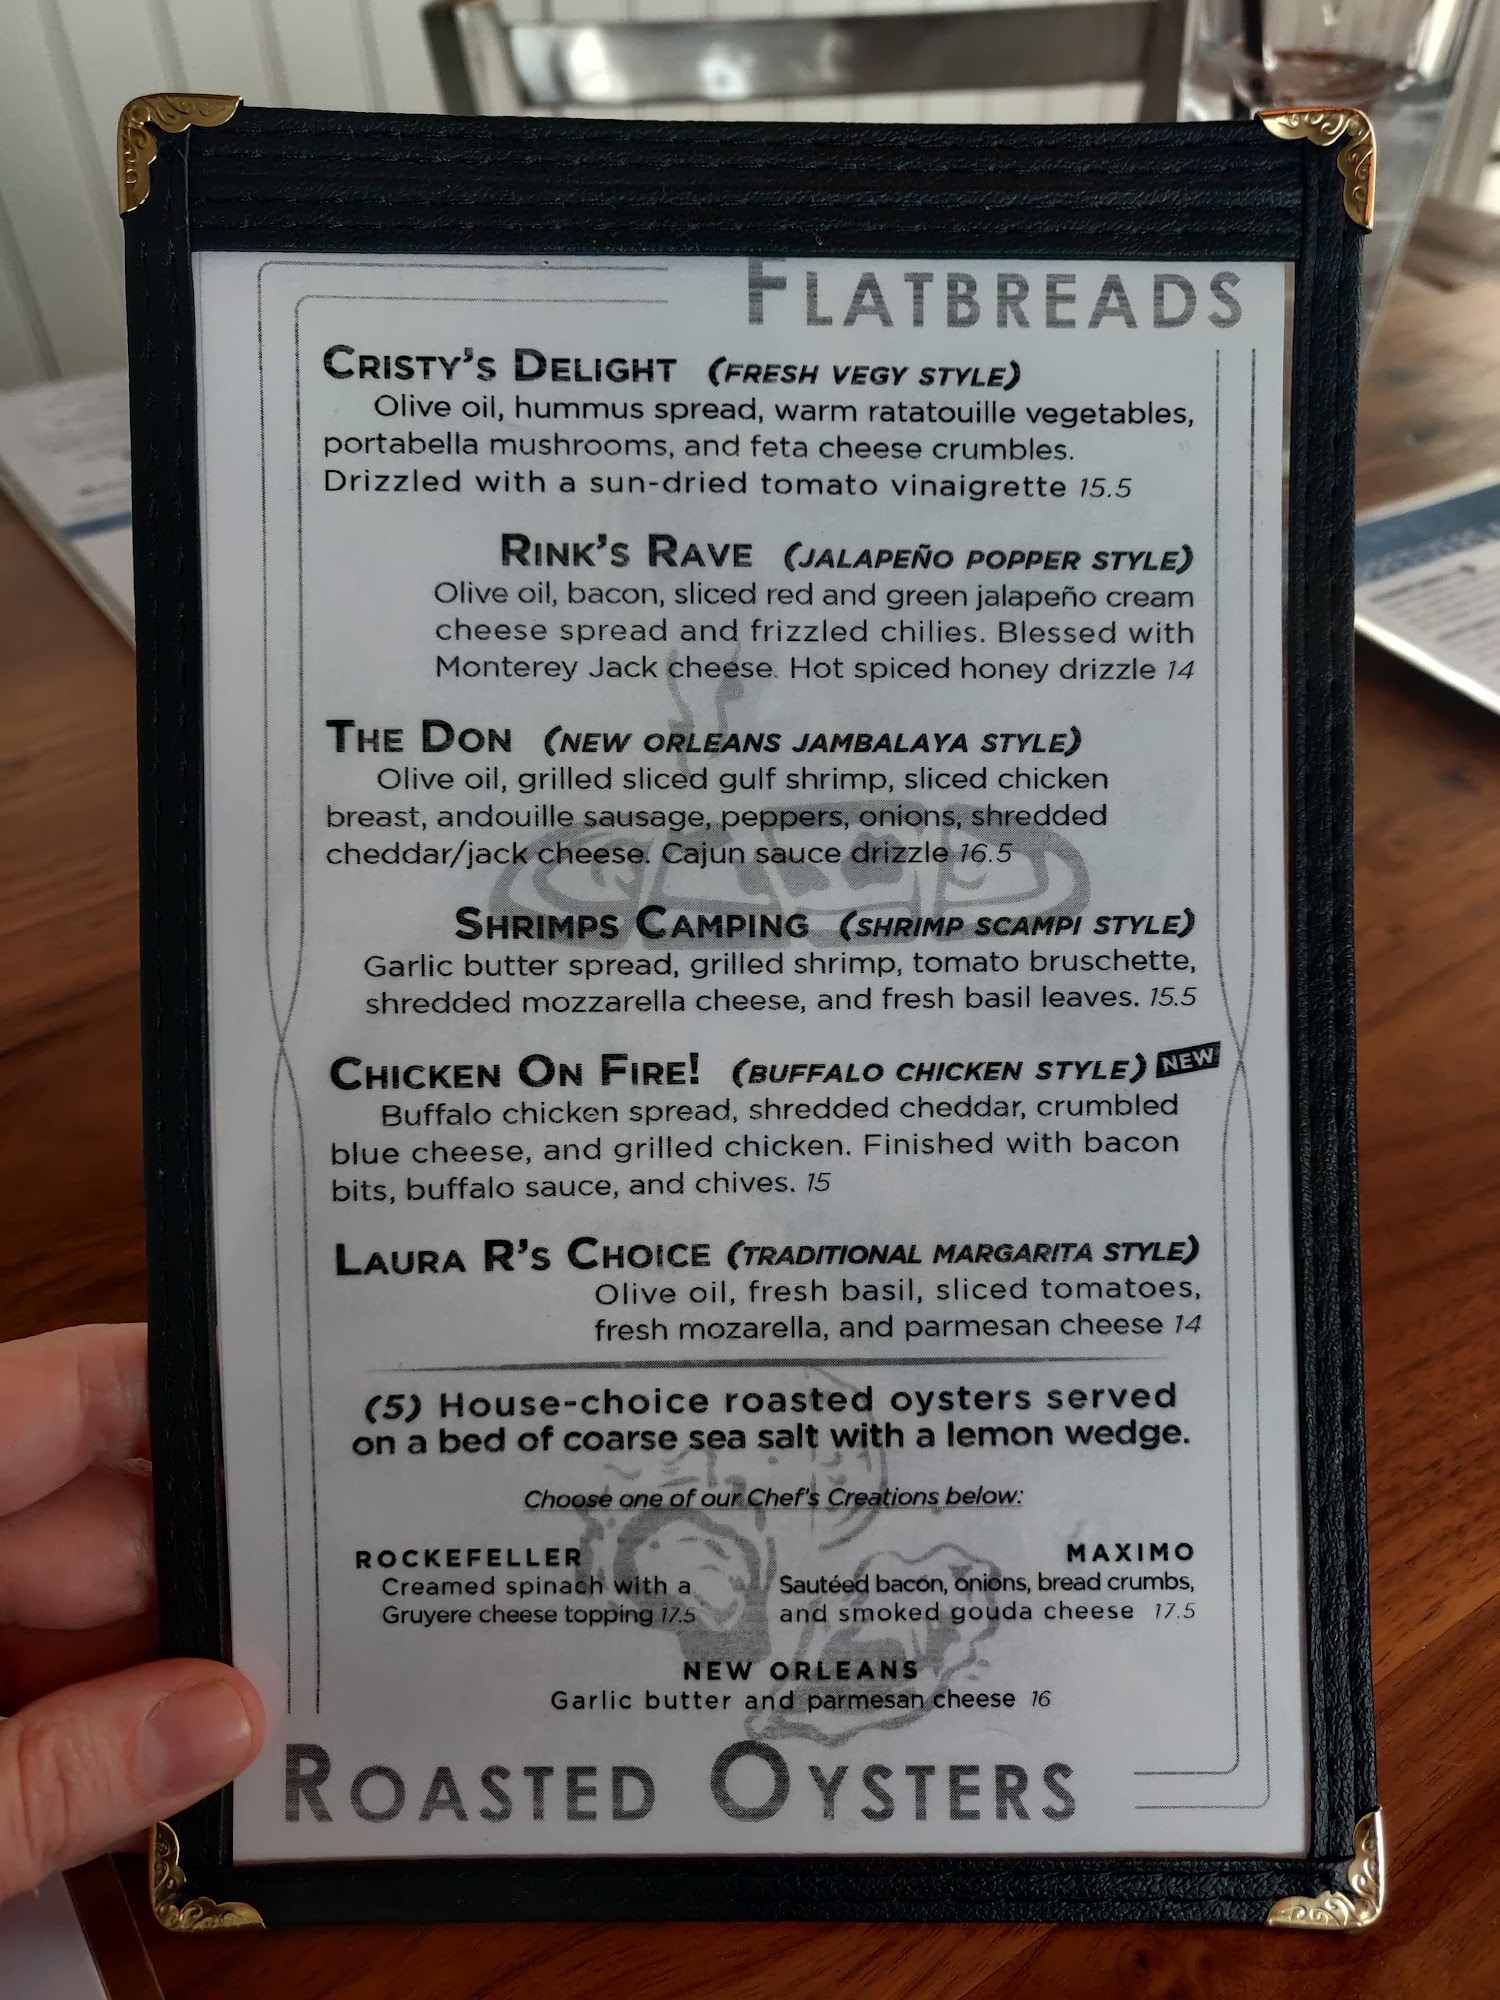 FLATBREADS
CRISTY'S DELIGHT (FRESH VEGY STYLE)
Olive oil, hummus spread, warm ratatouille vegetables,
portabella mushrooms, and feta cheese crumbles.
Drizzled with a sun-dried tomato vinaigrette 15.5
RINK'S RAVE (JALAPEÑO POPPER STYLE)
Olive oil, bacon, sliced red and green jalapeño cream
cheese spread and frizzled chilies. Blessed with
Monterey Jack cheese. Hot spiced honey drizzle 14
THE DON (NEW ORLEANS JAMBALAYA STYLE)
Olive oil, grilled sliced gulf shrimp, sliced chicken
breast, andouille sausage, peppers, onions, shredded
cheddar/jack cheese. Cajun sauce drizzle 16.5
SHRIMPS CAMPING (SHRIMP SCAMPI STYLE)
Garlic butter spread, grilled shrimp, tomato bruschette,
shredded mozzarella cheese, and fresh basil leaves. 15.5
CHICKEN ON FIRE! (BUFFALO CHICKEN STYLE) NEW
Buffalo chicken spread, shredded cheddar, crumbled
blue cheese, and grilled chicken. Finished with bacon
bits, buffalo sauce, and chives. 15
LAURA R'S CHOICE (TRADITIONAL MARGARITA STYLE)
Olive oil, fresh basil, sliced tomatoes,
fresh mozarella, and parmesan cheese 14
(5) House-choice roasted oysters served
on a bed of coarse sea salt with a lemon wedge.
Choose one of our Chef's Creations below:
ROCKEFELLER
Creamed spinach with a
Gruyere cheese topping 17.5
MAXIMO
Sautéed bacon, onions, bread crumbs,
and smoked gouda cheese 17.5
NEW ORLEANS
Garlic butter and parmesan cheese 16
ROASTED OYSTERS